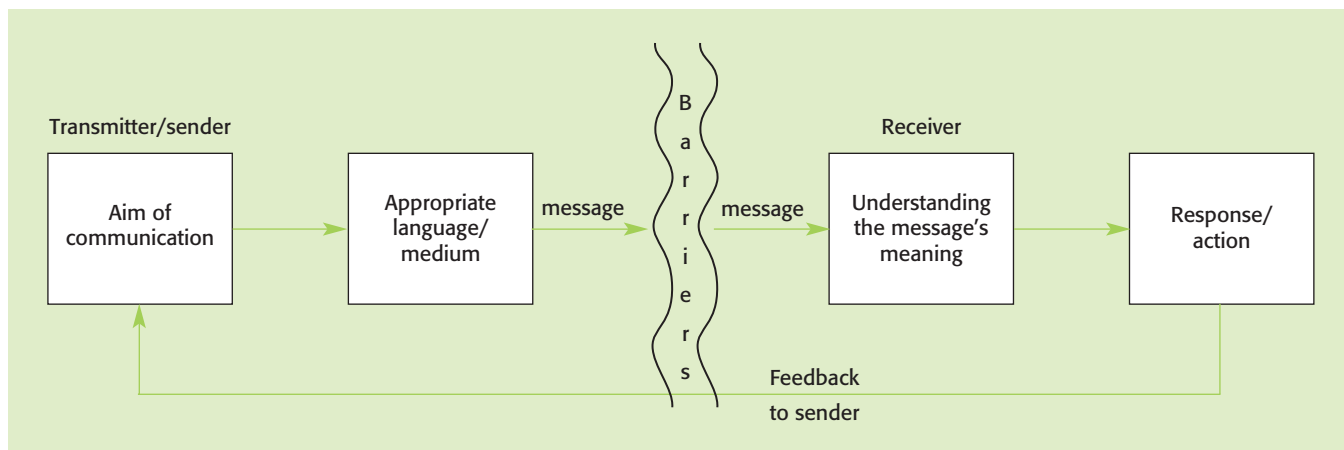 Transmitter/sender
Aim of
communication
Appropriate
language/
medium
message
Barriers
message
Receiver
Understanding
the message's
meaning
Response/
action
Feedback
to sender